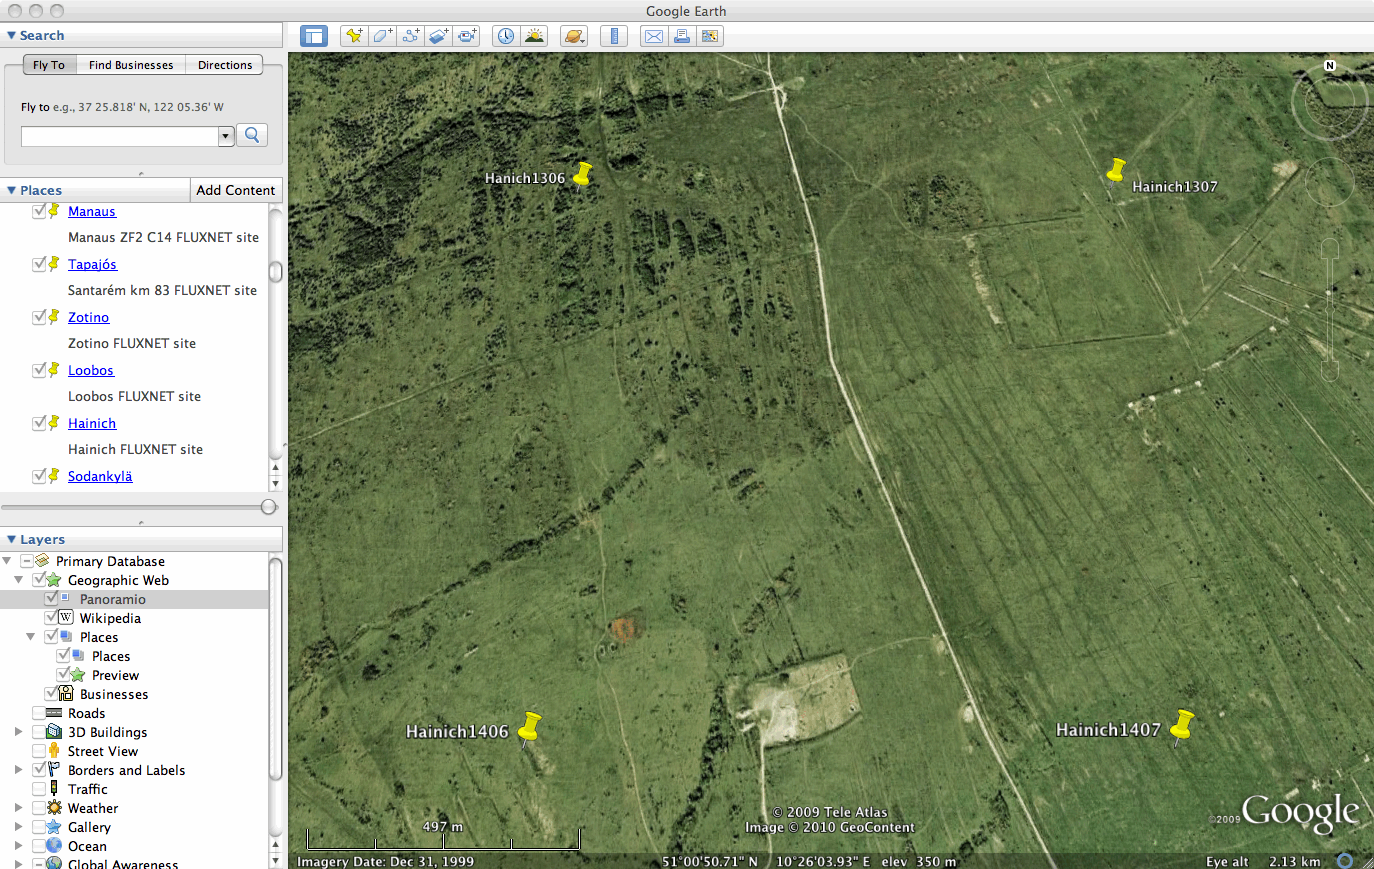 Google Earth
Search
Fly To
Find Businesses
Directions
Fly to e.g., 37 25.818' N, 122 05.36' W
Places
Add Content
Manaus
Manaus ZF2 C14 FLUXNET site
Tapajós
Santarém km 83 FLUXNET site
Zotino
Zotino FLUXNET site
Loobos
Loobos FLUXNET site
Hainich
Hainich FLUXNET site
Sodankylä
Layers
Primary Database
Geographic Web
Panoramio
W Wikipedia
Places
Places
Preview
Businesses
Roads
3D Buildings
Street View
Borders and Labels
Traffic
Weather
Gallery
Ocean
Global Awareness
N
Hanich1306
Hainich1307
Hainich1406
Hainich1407
497 m
© 2009 Tele Atlas
Image © 2010 GeoContent
©2009 Google
Imagery Date: Dec 31, 1999
51°00'50.71" N 10°26'03.93" E elev 350 m
Eye alt 2.13 km